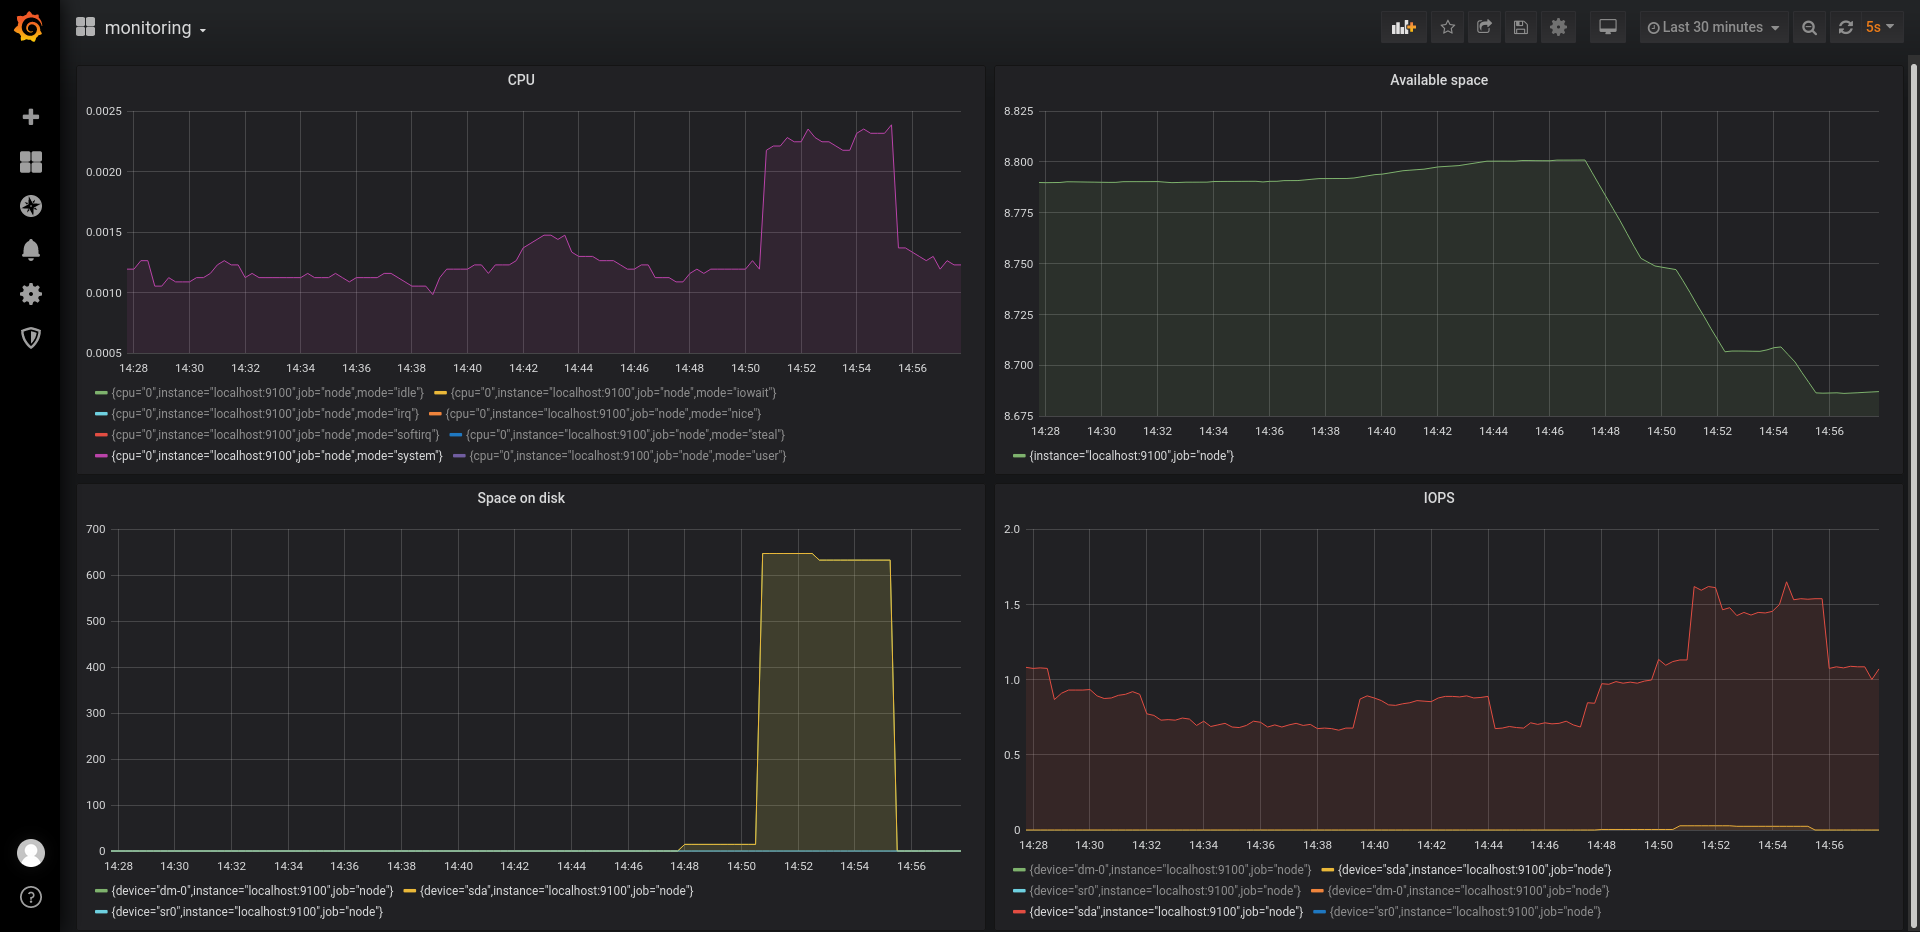 monitoring
Last 30 minutes
5s
CPU
0.0025
0.0020
0.0015
0.0010
0.0005
14:28 14:30 14:32 14:34 14:36 14:38 14:40 14:42 14:44 14:46 14:48 14:50 14:52 14:54 14:56
{cpu="0",instance="localhost:9100",job="node",mode="idle"} {cpu="0",instance="localhost:9100",job="node",mode="iowait"}
{cpu="0",instance="localhost:9100",job="node",mode="irq"} {cpu="0",instance="localhost:9100",job="node",mode="nice"}
{cpu="0",instance="localhost:9100",job="node",mode="softirq"} {cpu="0",instance="localhost:9100",job="node",mode="steal"}
{cpu="0",instance="localhost:9100",job="node",mode="system"} {cpu="0",instance="localhost:9100",job="node",mode="user"}
Available space
8.825
8.800
8.775
8.750
8.725
8.700
8.675
14:28 14:30 14:32 14:34 14:36 14:38 14:40 14:42 14:44 14:46 14:48 14:50 14:52 14:54 14:56
{instance="localhost:9100",job="node"}
Space on disk
700
600
500
400
300
200
100
0
14:28 14:30 14:32 14:34 14:36 14:38 14:40 14:42 14:44 14:46 14:48 14:50 14:52 14:54 14:56
{device="dm-0",instance="localhost:9100",job="node"} {device="sda",instance="localhost:9100",job="node"}
{device="sr0",instance="localhost:9100",job="node"}
IOPS
2.0
1.5
1.0
0.5
0
14:28 14:30 14:32 14:34 14:36 14:38 14:40 14:42 14:44 14:46 14:48 14:50 14:52 14:54 14:56
{device="dm-0",instance="localhost:9100",job="node"} {device="sda",instance="localhost:9100",job="node"}
{device="sr0",instance="localhost:9100",job="node"} {device="dm-0",instance="localhost:9100",job="node"}
{device="sda",instance="localhost:9100",job="node"} {device="sr0",instance="localhost:9100",job="node"}